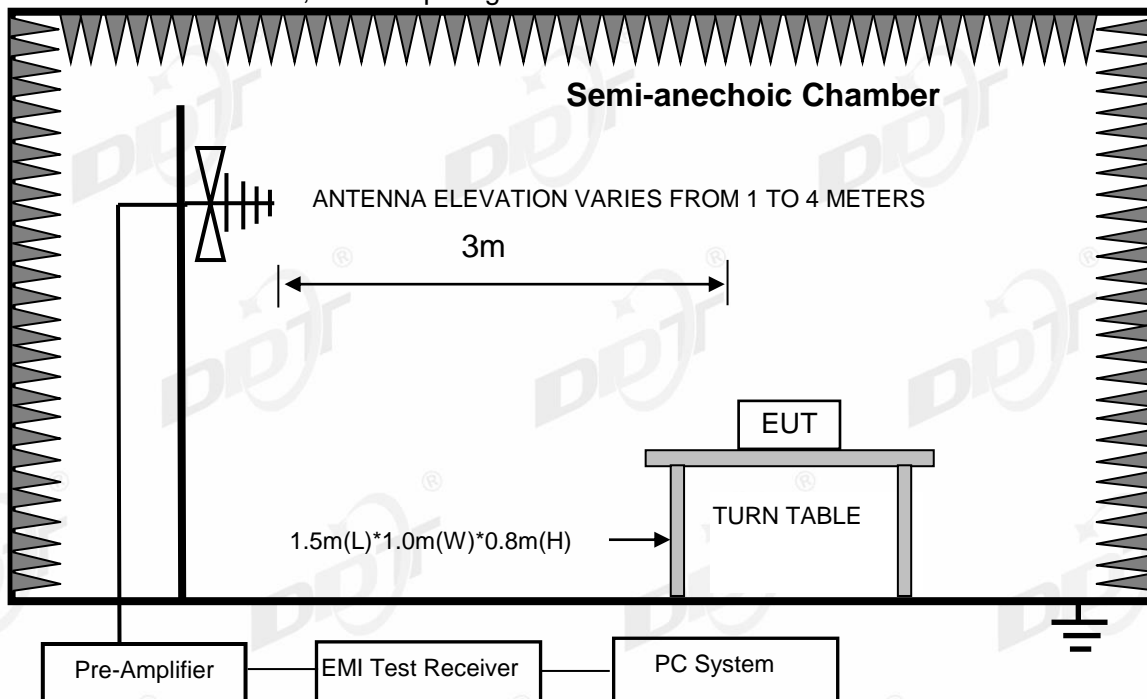 Semi-anechoic Chamber
ANTENNA ELEVATION VARIES FROM 1 TO 4 METERS
3m
EUT
TURN TABLE
1.5m(L)*1.0m(W)*0.8m(H)
Pre-Amplifier
EMI Test Receiver
PC System
DDT
®